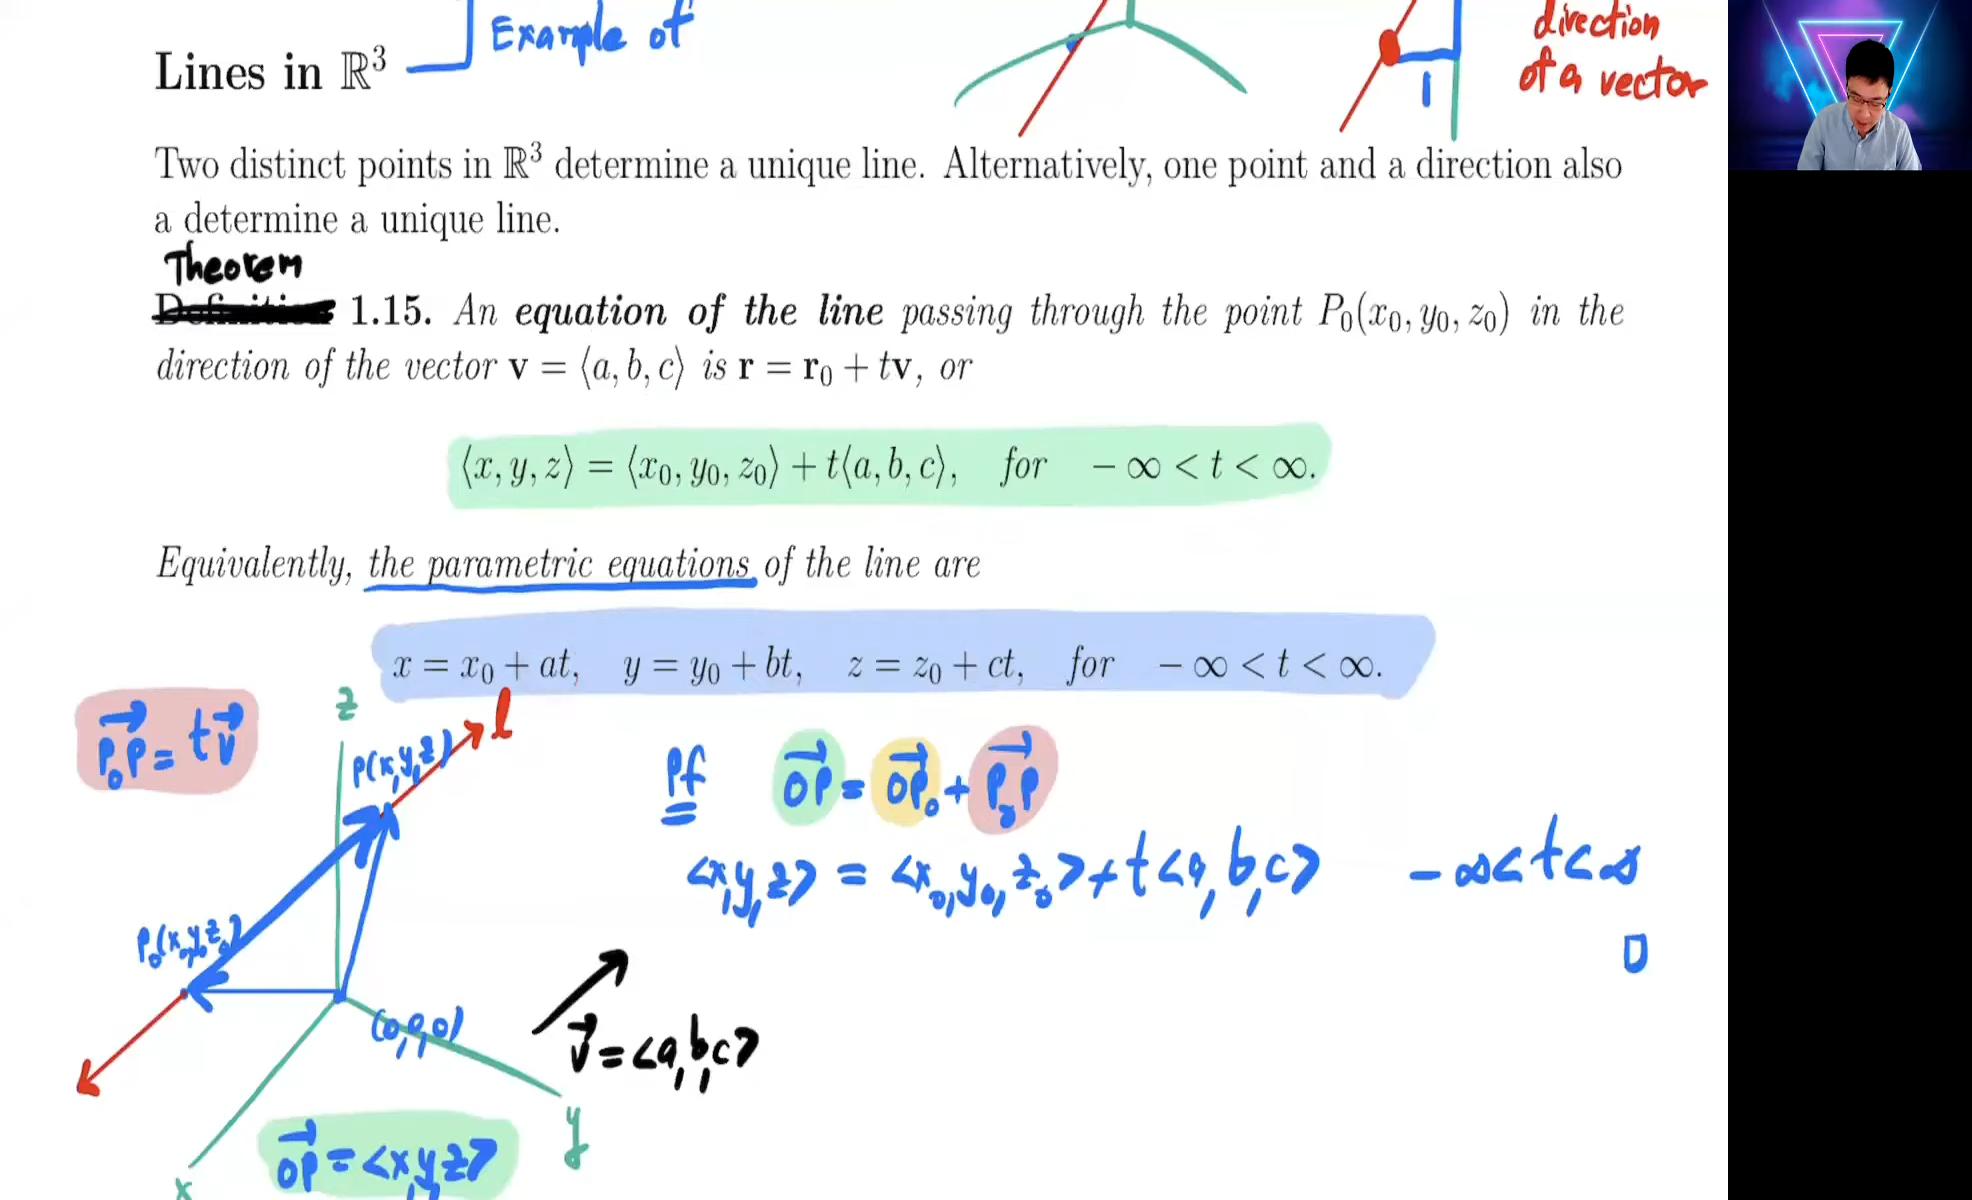 Example of
Lines in ℝ³
direction
of a vector
1
Two distinct points in ℝ³ determine a unique line. Alternatively, one point and a direction also
a determine a unique line.
Theorem
Definition 1.15. An equation of the line passing through the point P₀(x₀, y₀, z₀) in the
direction of the vector v = ⟨a, b, c⟩ is r = r₀ + tv, or
⟨x, y, z⟩ = ⟨x₀, y₀, z₀⟩ + t⟨a, b, c⟩, for − ∞ < t < ∞.
Equivalently, the parametric equations of the line are
x = x₀ + at, y = y₀ + bt, z = z₀ + ct, for − ∞ < t < ∞.
P₀P⃗ = tv⃗
z
l
P(x,y,z)
Pf OP⃗ = OP₀⃗ + P₀P⃗
<x,y,z> = <x₀,y₀,z₀> + t<a,b,c> -∞<t<∞
P₀(x₀,y₀,z₀)
(0,0,0)
v⃗ = <a,b,c>
y
OP⃗ = <x,y,z>
x